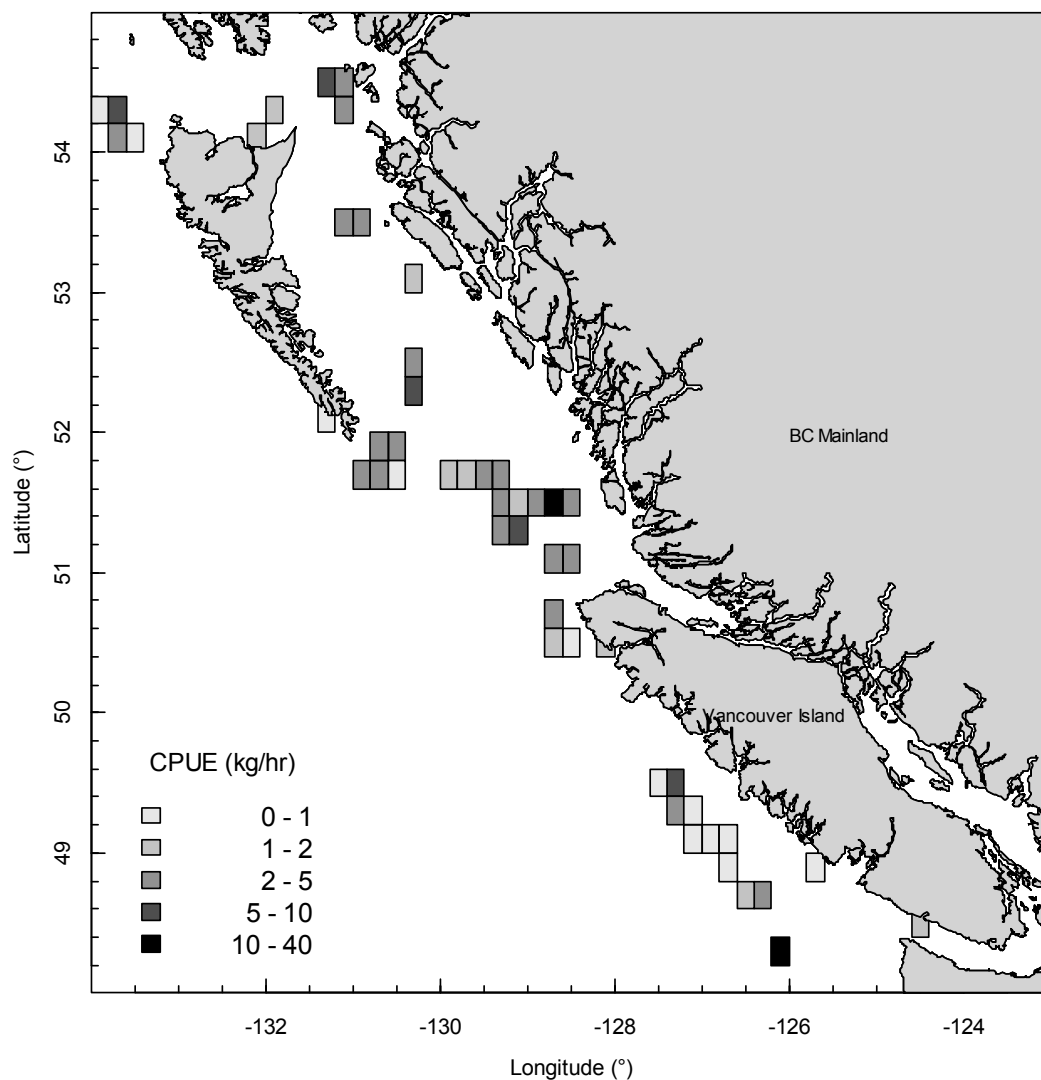 54
53
52
51
50
49
Latitude (°)
BC Mainland
Vancouver Island
CPUE (kg/hr)
0 - 1
1 - 2
2 - 5
5 - 10
10 - 40
-132 -130 -128 -126 -124
Longitude (°)